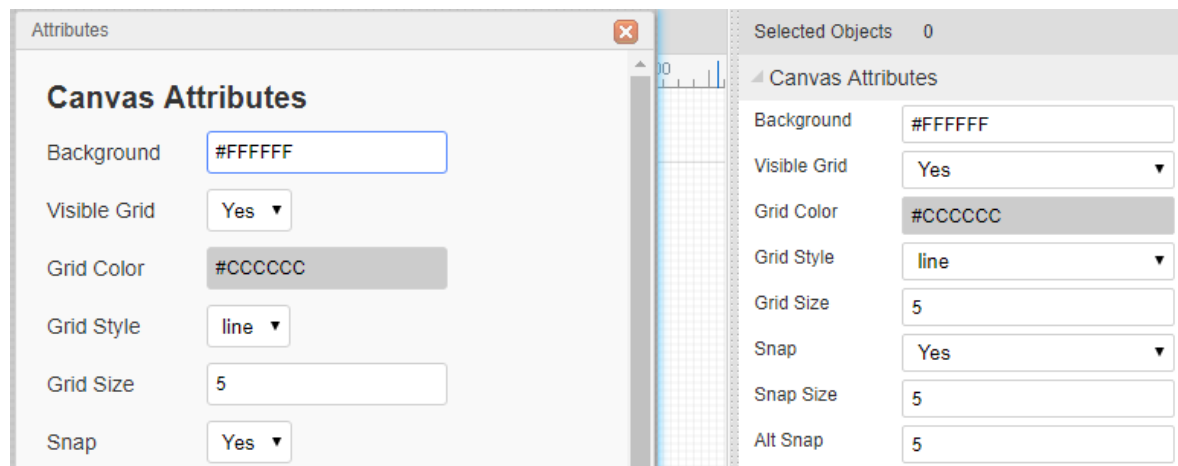 Attributes
Canvas Attributes
Background #FFFFFF
Visible Grid Yes
Grid Color #CCCCCC
Grid Style line
Grid Size 5
Snap Yes
00
Selected Objects 0
Canvas Attributes
Background #FFFFFF
Visible Grid Yes
Grid Color #CCCCCC
Grid Style line
Grid Size 5
Snap Yes
Snap Size 5
Alt Snap 5